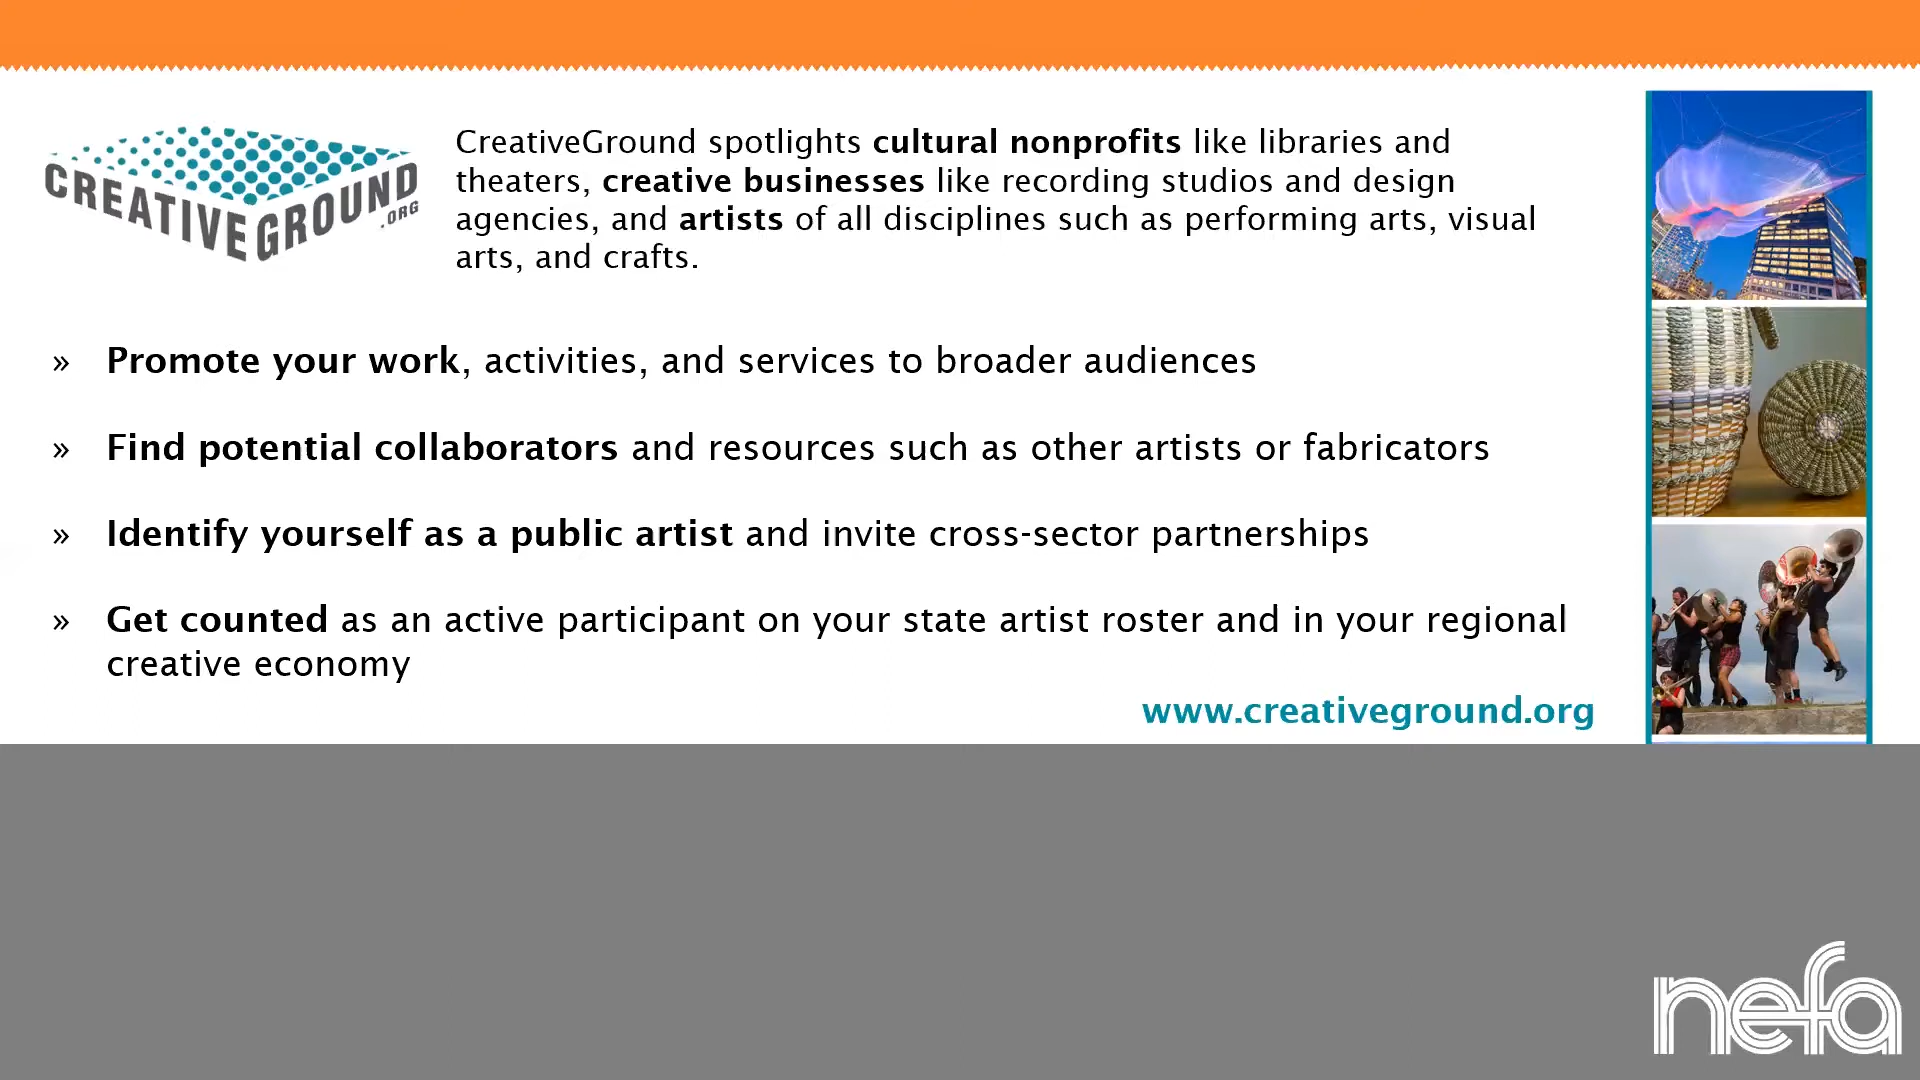 CREATIVEGROUND
.ORG
CreativeGround spotlights cultural nonprofits like libraries and
theaters, creative businesses like recording studios and design
agencies, and artists of all disciplines such as performing arts, visual
arts, and crafts.
» Promote your work, activities, and services to broader audiences
» Find potential collaborators and resources such as other artists or fabricators
» Identify yourself as a public artist and invite cross-sector partnerships
» Get counted as an active participant on your state artist roster and in your regional
creative economy
www.creativeground.org
nefa